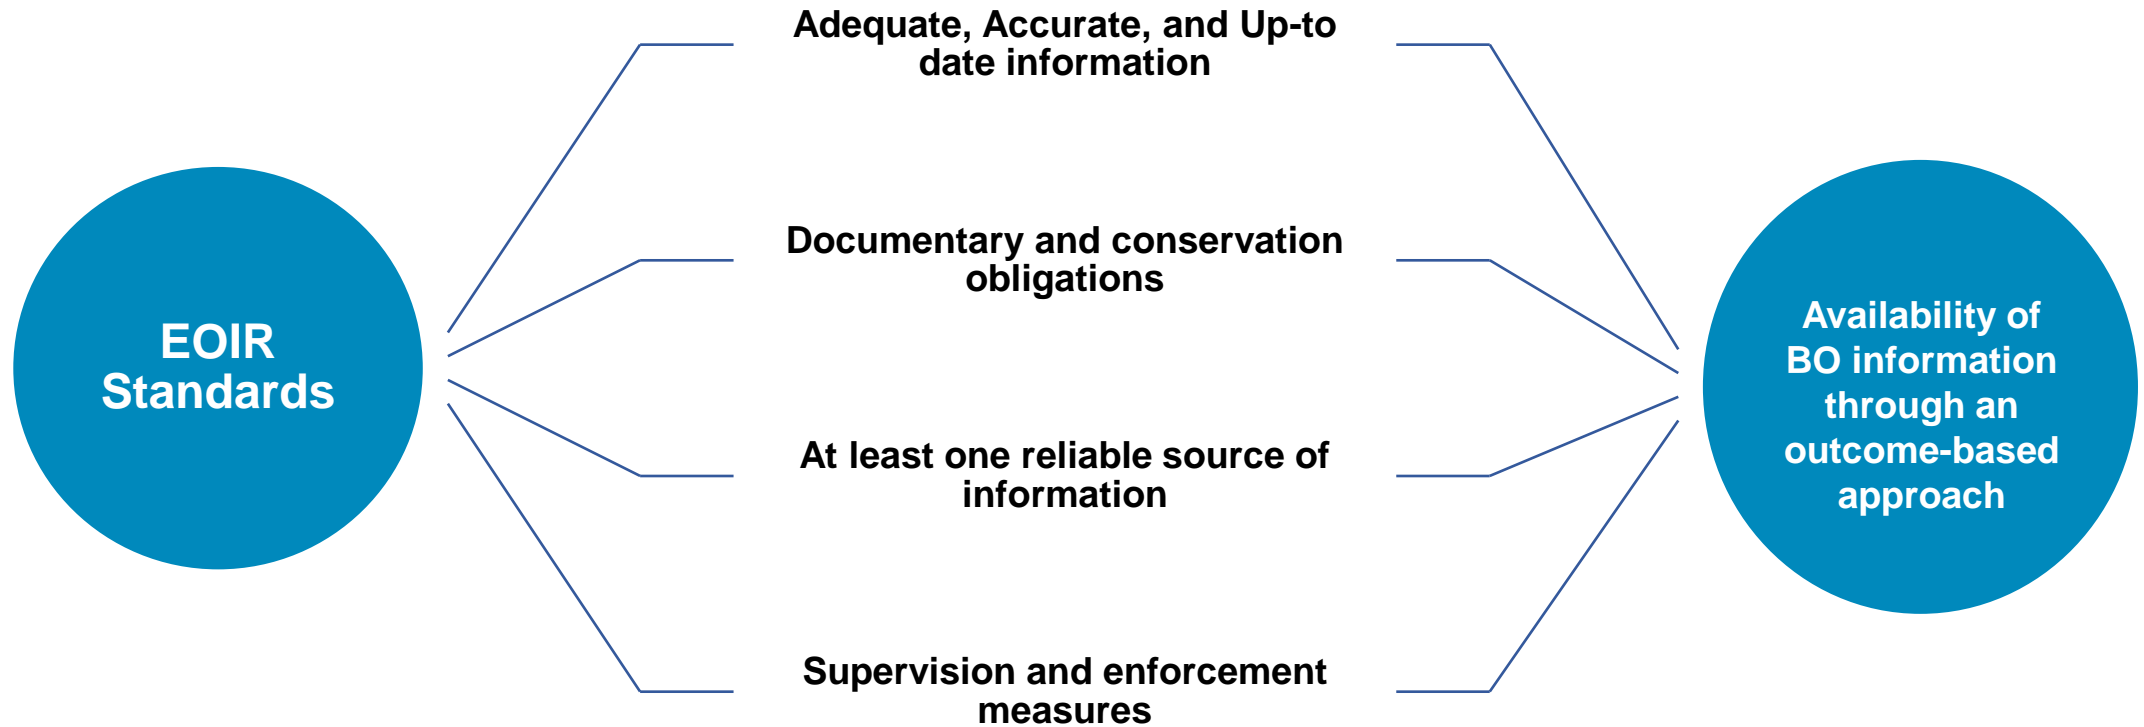 Adequate, Accurate, and Up-to
date information
Documentary and conservation
obligations
EOIR
Standards
Availability of
BO information
through an
outcome-based
approach
At least one reliable source of
information
Supervision and enforcement
measures